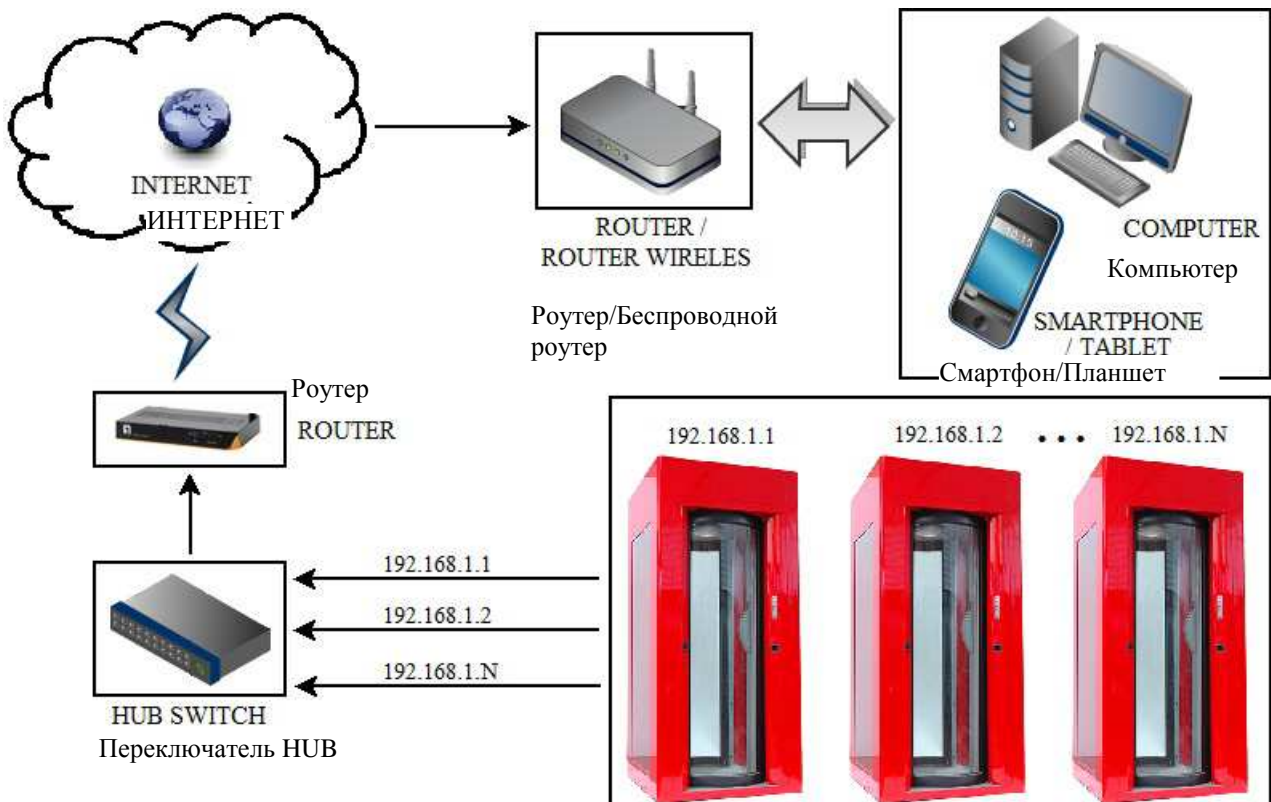 INTERNET
ИНТЕРНЕТ
ROUTER /
ROUTER WIRELES
Роутер/Беспроводной
роутер
10:15
COMPUTER
Компьютер
SMARTPHONE
/ TABLET
Смартфон/Планшет
Роутер
ROUTER
192.168.1.1
192.168.1.2
192.168.1.N
192.168.1.1
192.168.1.2
192.168.1.N
HUB SWITCH
Переключатель HUB